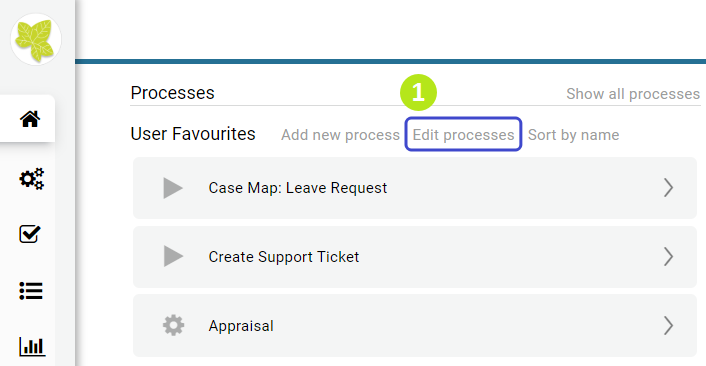 1
Processes Show all processes
User Favourites Add new process Edit processes Sort by name
Case Map: Leave Request
Create Support Ticket
Appraisal